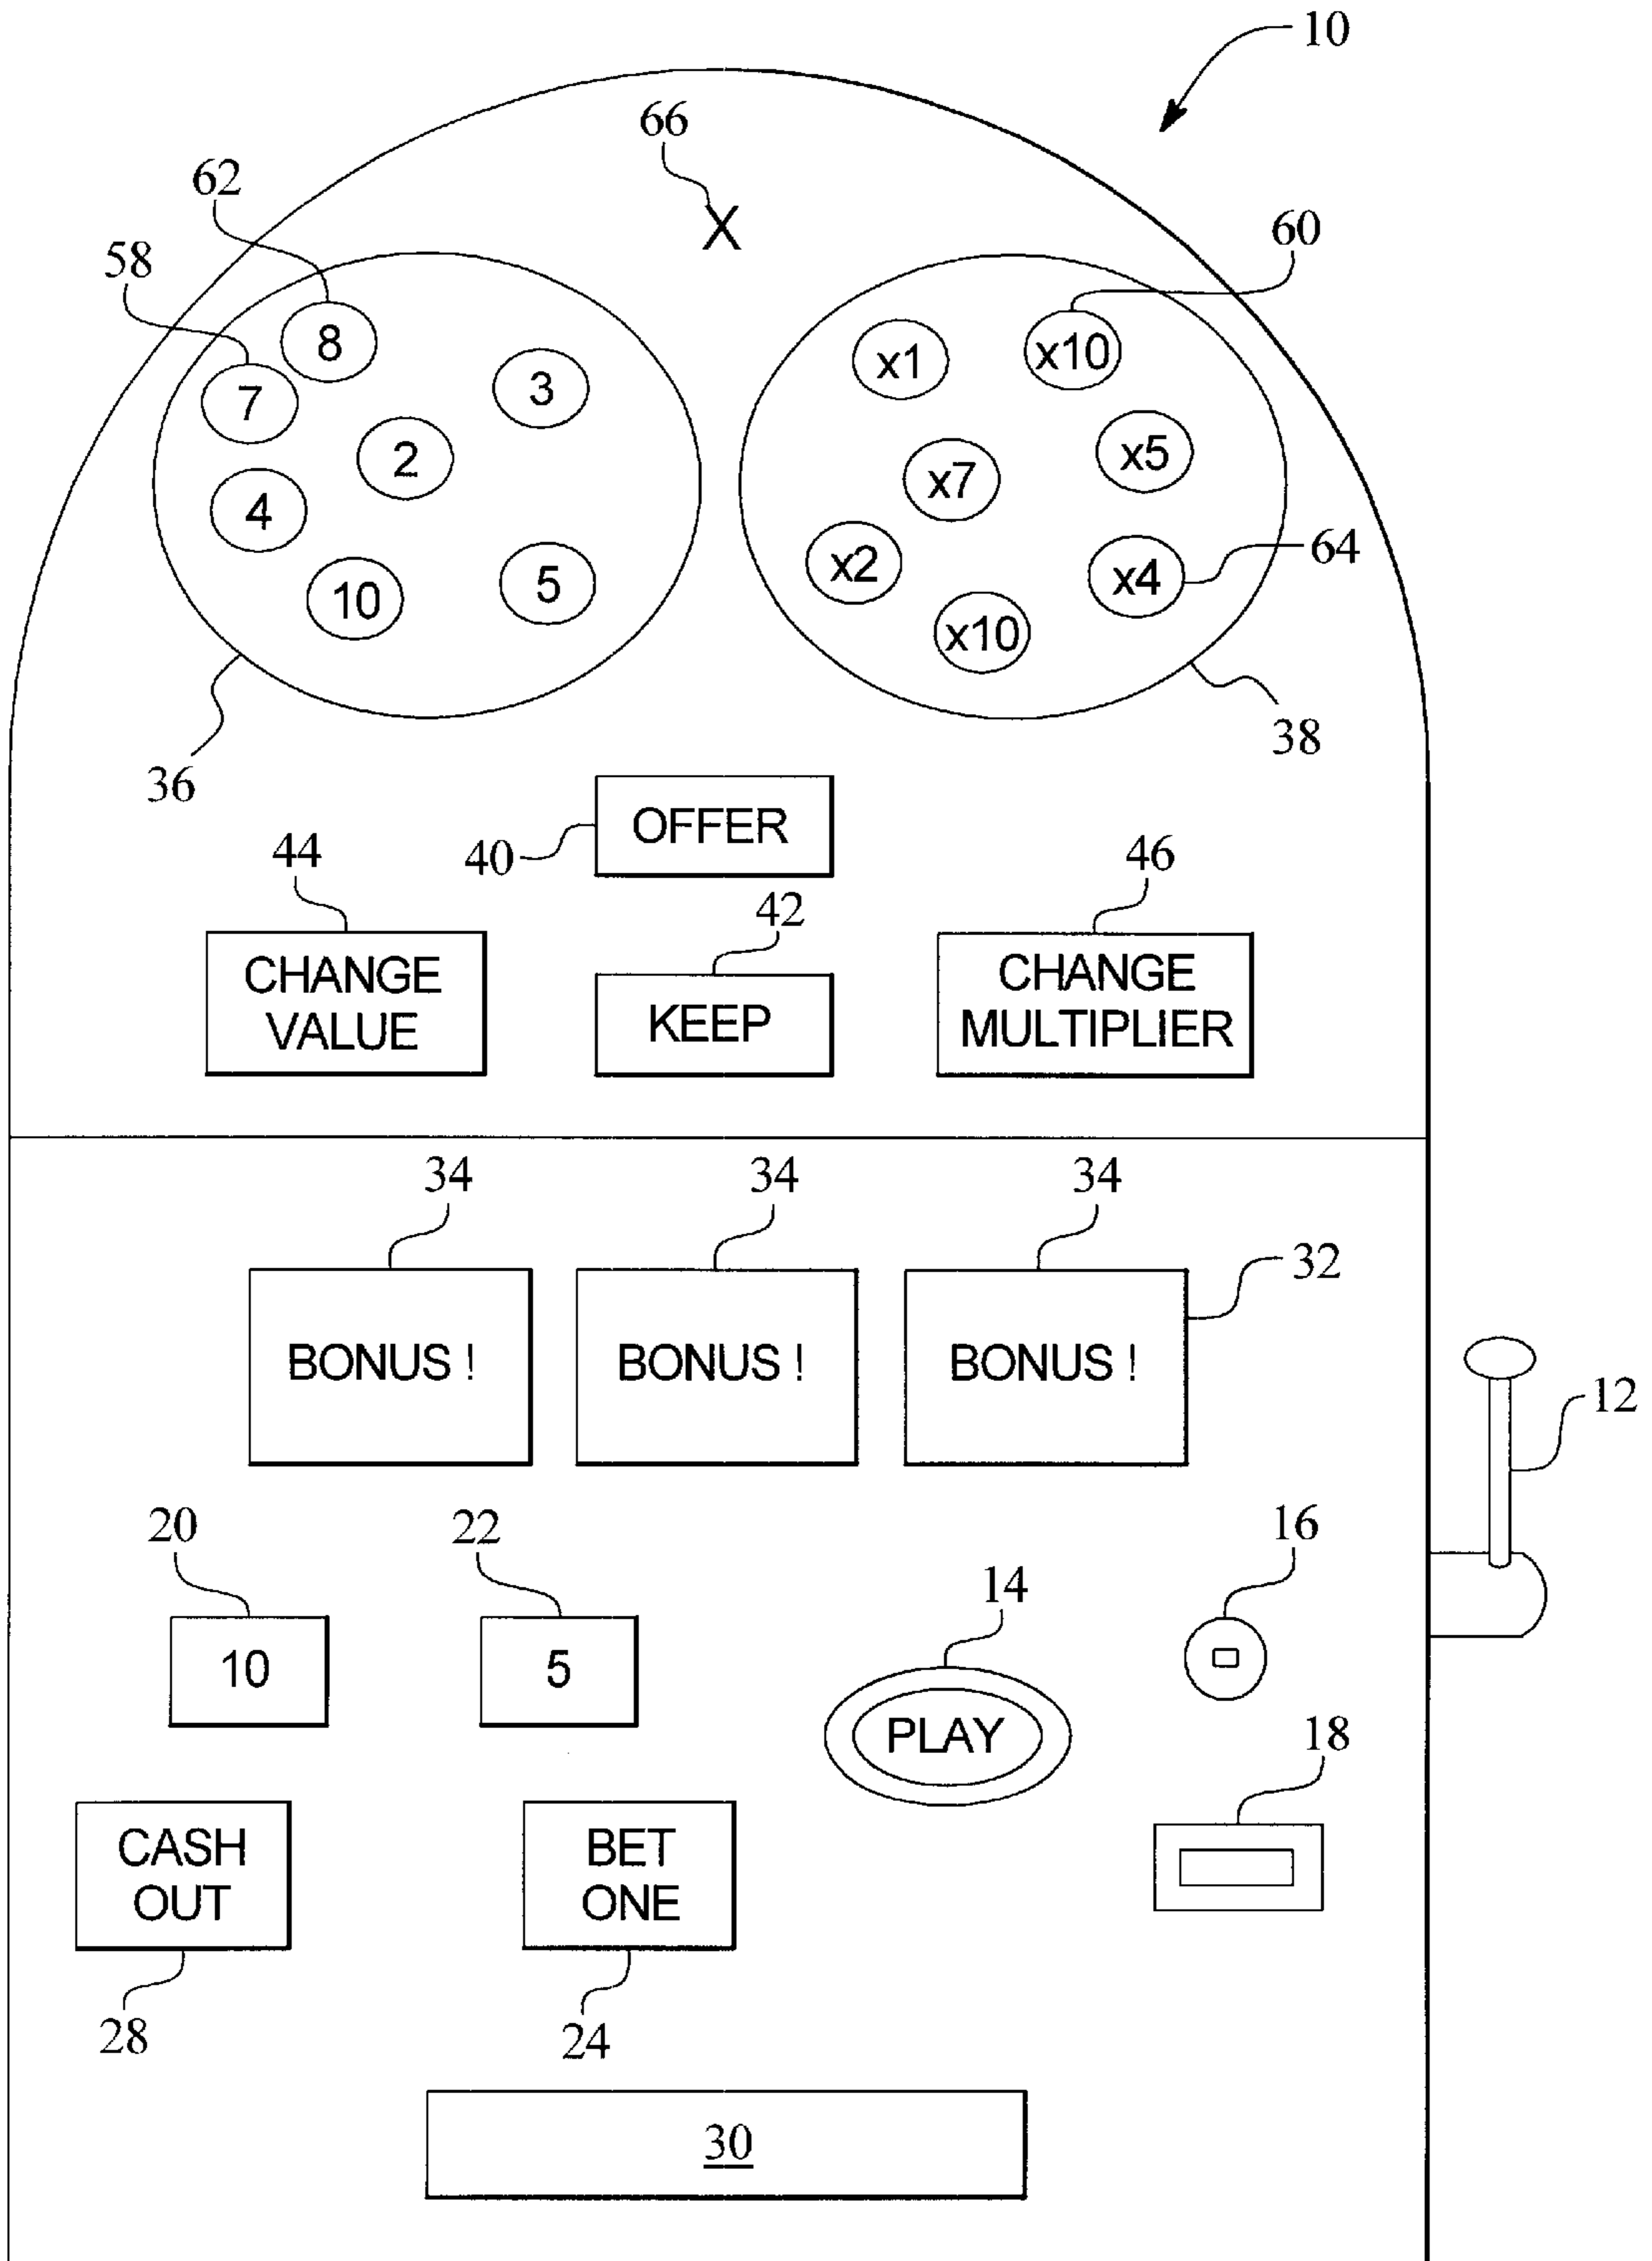 10
66
62
X
60
58
8
x1
x10
7
3
2
x5
x7
4
x2
x4
64
10
5
x10
36
38
OFFER
40
44
46
42
CHANGE
VALUE
KEEP
CHANGE
MULTIPLIER
34
34
34
32
BONUS !
BONUS !
BONUS !
12
20
22
16
14
10
5
PLAY
18
CASH
OUT
BET
ONE
28
24
30